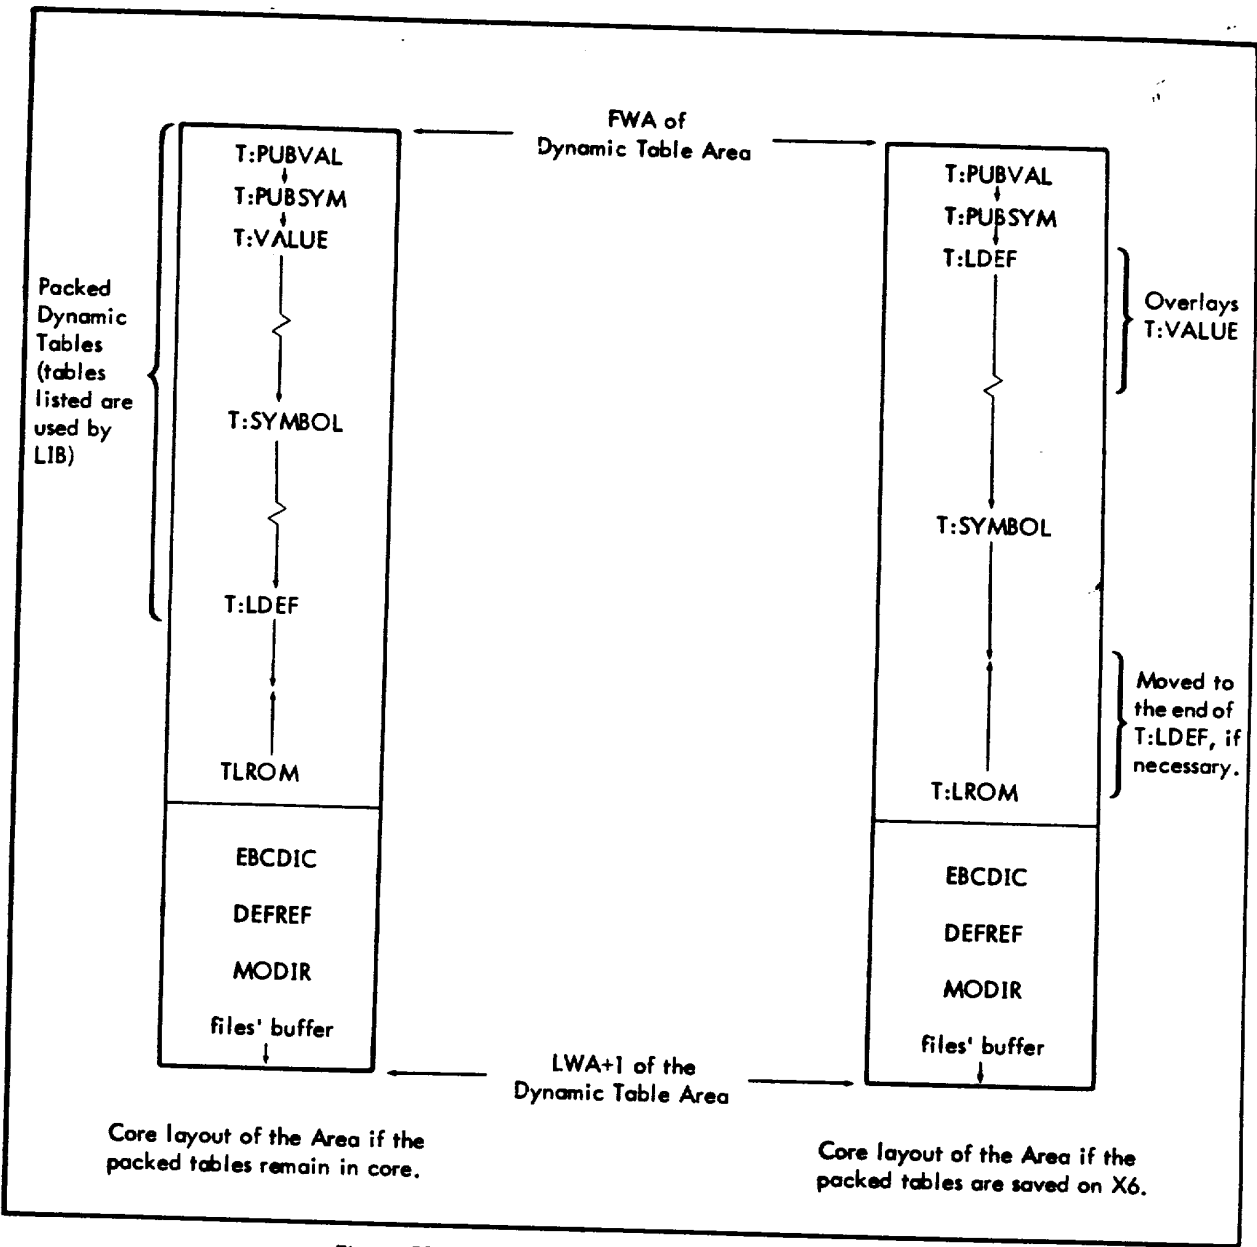 FWA of
Dynamic Table Area
T:PUBVAL
T:PUBSYM
T:VALUE
Packed
Dynamic
Tables
(tables
listed are
used by
LIB)
T:SYMBOL
T:LDEF
TLROM
EBCDIC
DEFREF
MODIR
files' buffer
T:PUBVAL
T:PUBSYM
T:LDEF
Overlays
T:VALUE
T:SYMBOL
Moved to
the end of
T:LDEF, if
necessary.
T:LROM
EBCDIC
DEFREF
MODIR
files' buffer
LWA+1 of the
Dynamic Table Area
Core layout of the Area if the
packed tables remain in core.
Core layout of the Area if the
packed tables are saved on X6.